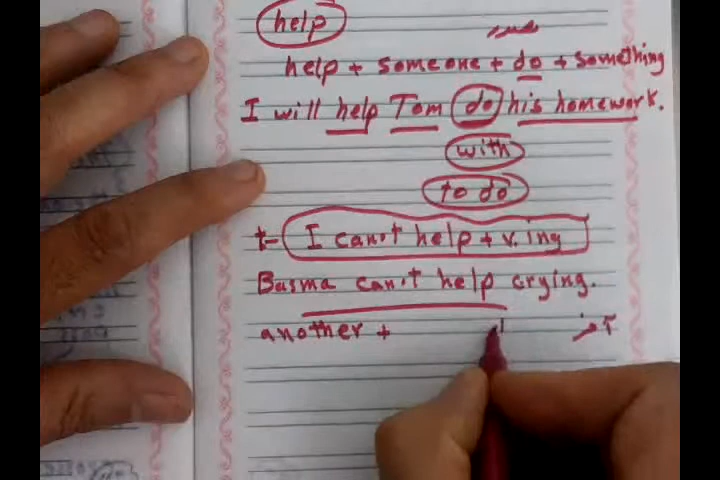 help
مصدر
help + someone + do + something
I will help Tom do his homework.
with
to do
t- I can't help + v. ing
Basma can't help crying.
another + آخر